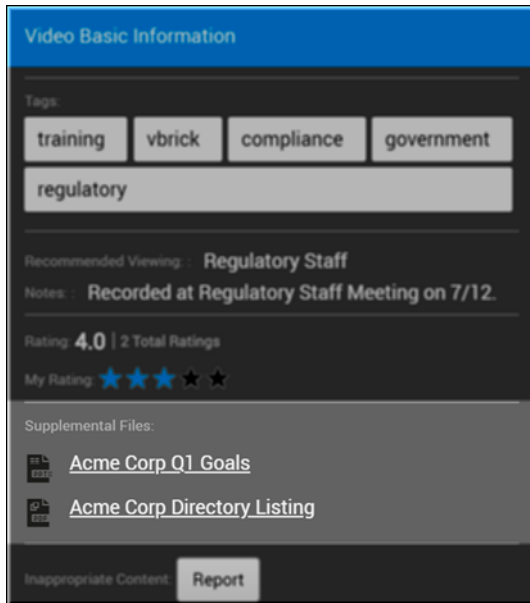 Video Basic Information
Tags:
training vbrick compliance government
regulatory
Recommended Viewing: : Regulatory Staff
Notes: : Recorded at Regulatory Staff Meeting on 7/12.
Rating: 4.0 | 2 Total Ratings
My Rating:
Supplemental Files:
Acme Corp Q1 Goals
Acme Corp Directory Listing
Inappropriate Content: Report